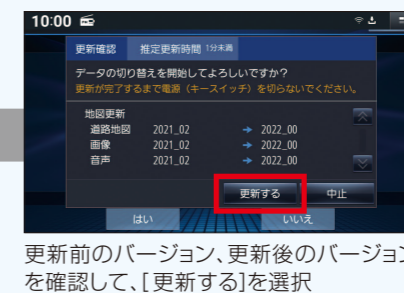 10:00
更新確認 推定更新時間 1分未満
データの切り替えを開始してよろしいですか?
更新が完了するまで電源（キースイッチ）を切らないでください。
地図更新
道路地図 2021_02 → 2022_00
画像 2021_02 → 2022_00
音声 2021_02 → 2022_00
更新する 中止
はい いいえ
更新前のバージョン、更新後のバージョン
を確認して、[更新する]を選択